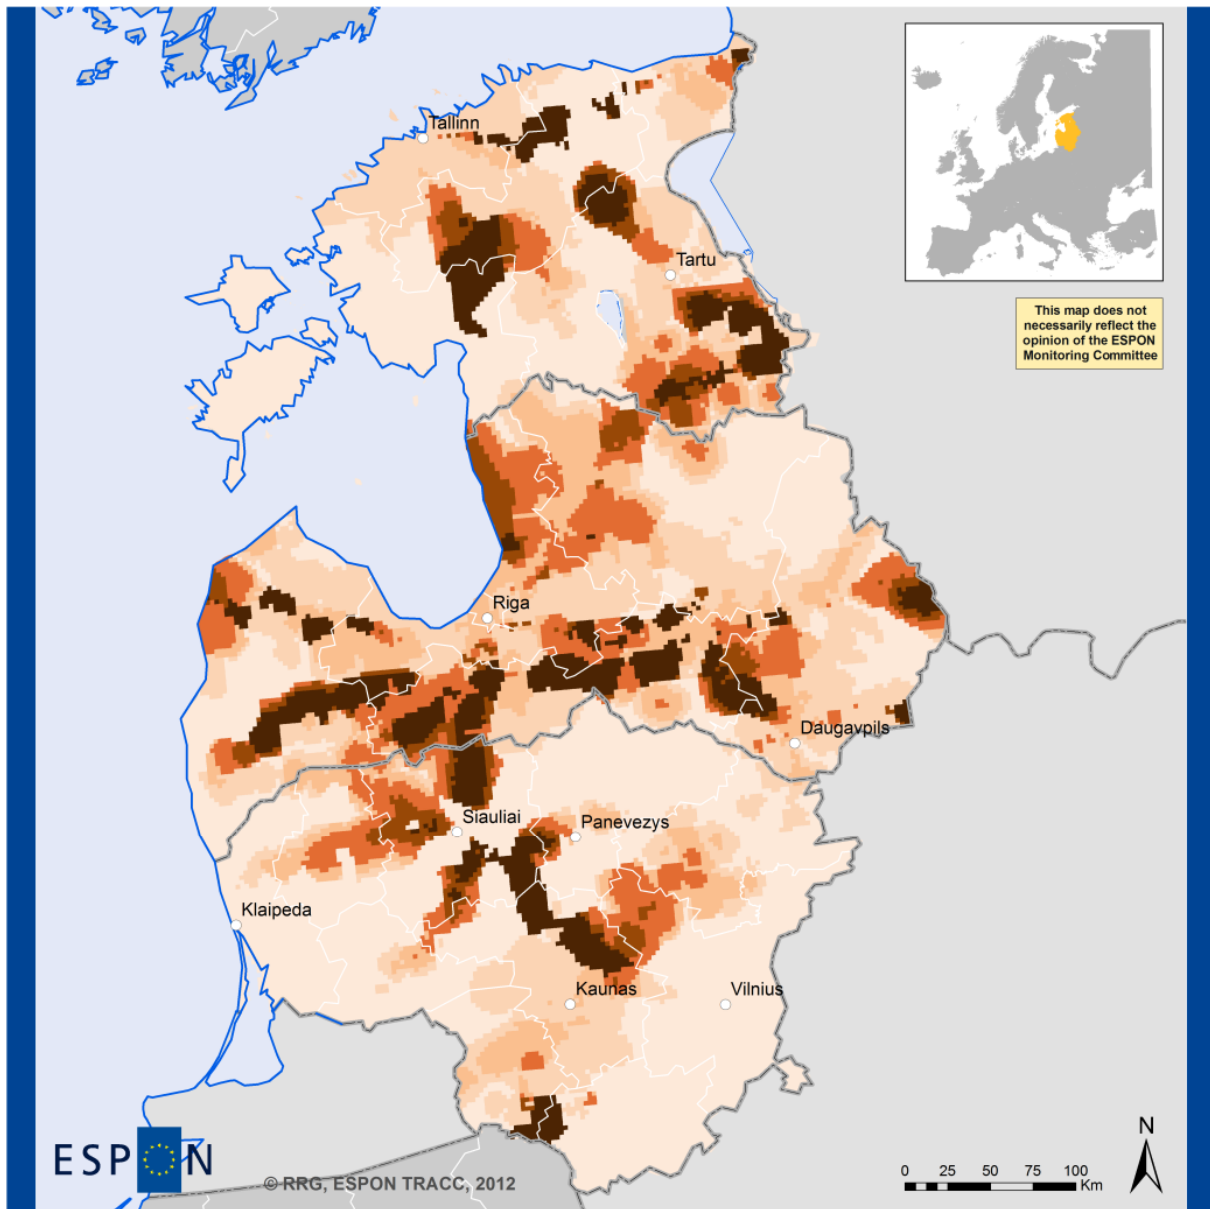 Tallinn
Tartu
This map does not
necessarily reflect the
opinion of the ESPON
Monitoring Committee
Riga
Daugavpils
Siauliai
Panevezys
Klaipeda
Kaunas
Vilnius
ESPON
© RRG, ESPON TRACC, 2012
N
0 25 50 75 100
Km